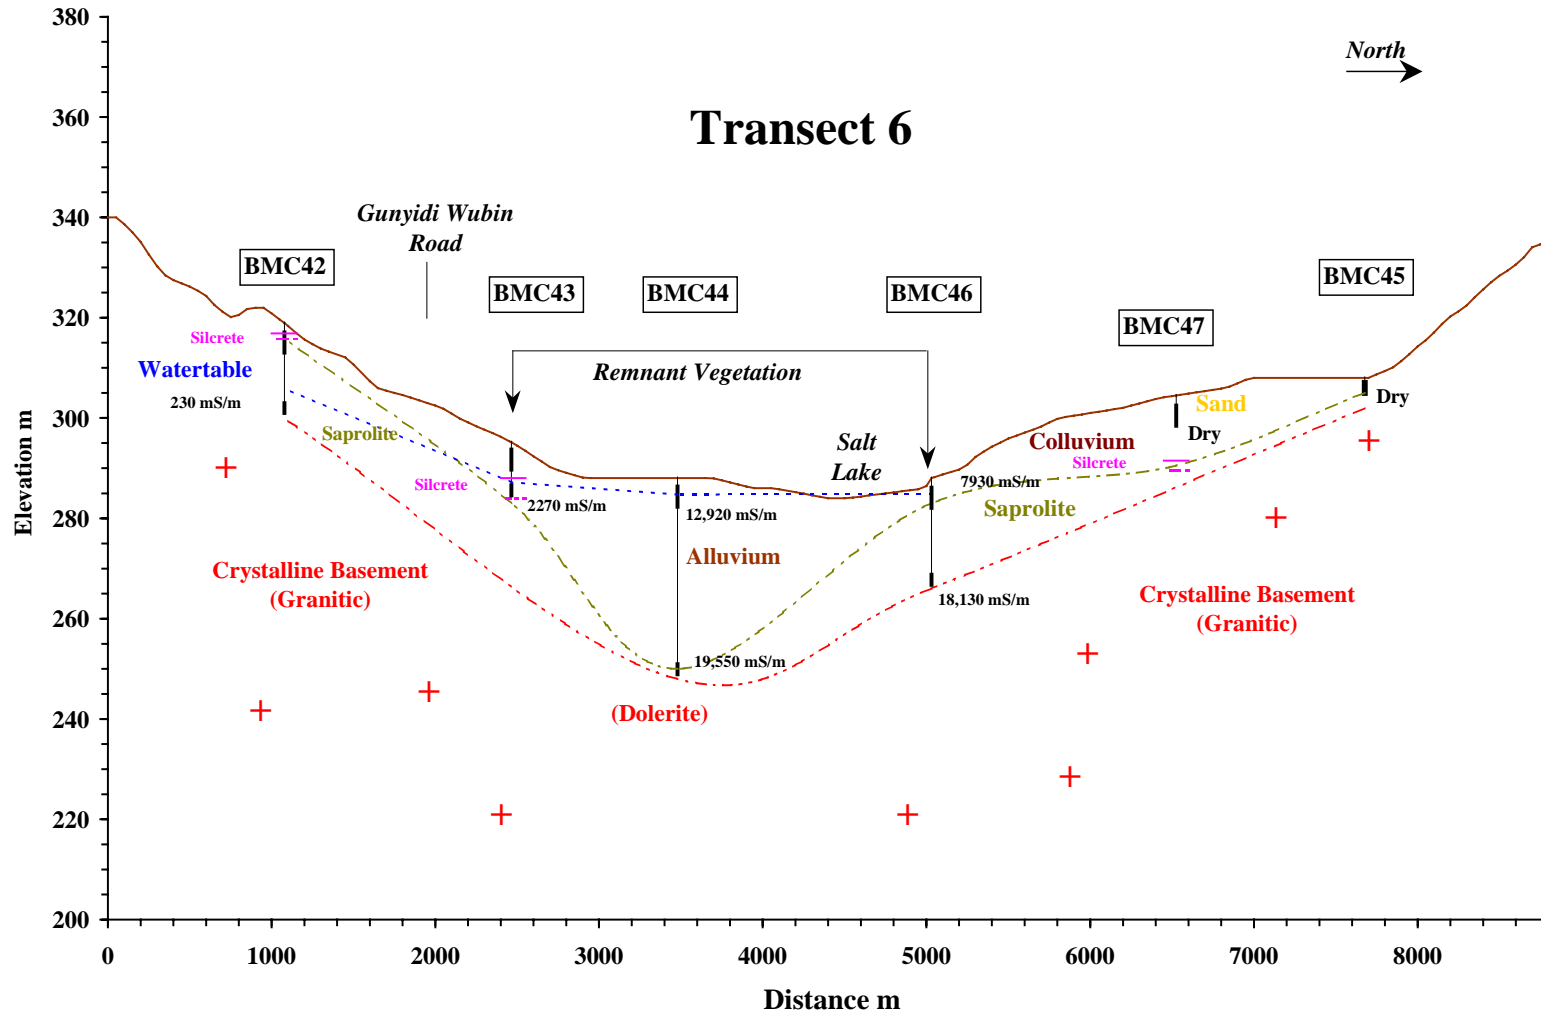 380
North
360
Transect 6
340
Gunyidi Wubin
Road
BMC42
BMC45
BMC43
BMC44
BMC46
320
BMC47
Silcrete
Watertable
Remnant Vegetation
230 mS/m
Dry
Sand
300
Saprolite
Dry
Salt
Lake
Colluvium
Silcrete
Silcrete
7930 mS/m
2270 mS/m
12,920 mS/m
Saprolite
280
Elevation m
Alluvium
Crystalline Basement
(Granitic)
18,130 mS/m
Crystalline Basement
(Granitic)
260
19,550 mS/m
(Dolerite)
240
220
200
0 1000 2000 3000 4000 5000 6000 7000 8000
Distance m